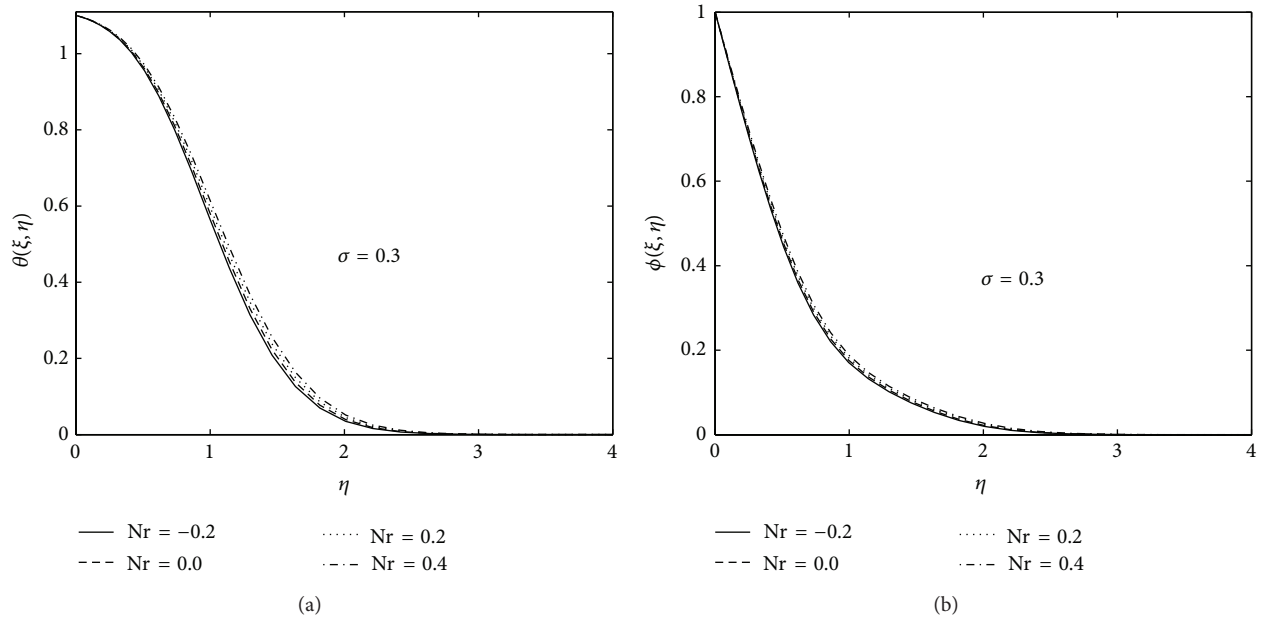 1
0.8
0.6
0.4
0.2
0
0 1 2 3 4
θ(ξ, η)
η
σ = 0.3
Nr = −0.2
Nr = 0.0
Nr = 0.2
Nr = 0.4
(a)
1
0.8
0.6
0.4
0.2
0
0 1 2 3 4
ϕ(ξ, η)
η
σ = 0.3
Nr = −0.2
Nr = 0.0
Nr = 0.2
Nr = 0.4
(b)